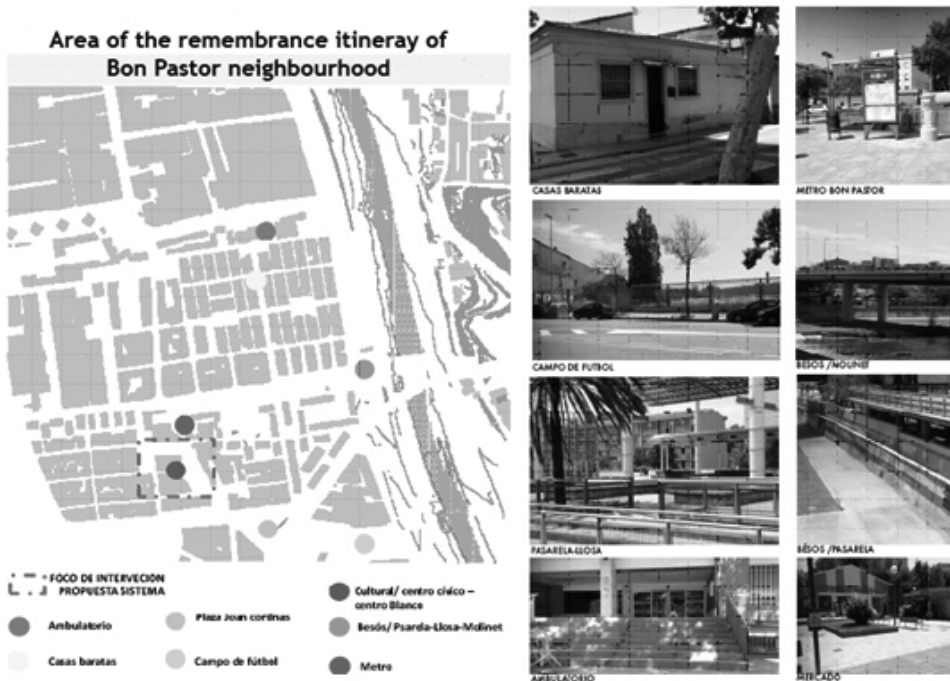 Area of the remembrance itineray of
Bon Pastor neighbourhood
FOCO DE INTERVECIÓN
PROPUESTA SISTEMA
Ambulatorio
Casas baratas
Plaza Joan cortinas
Campo de fútbol
Cultural/ centro cívico –
centro Blance
Besós/ Psarela-Llosa-Molinet
Metro
CASAS BARATAS
METRO BON PASTOR
CAMPO DE FUTBOL
BESOS /MOLINET
PASARELA-LLOSA
BÉSOS /PASARELA
AMBULATORIO
MERCADO